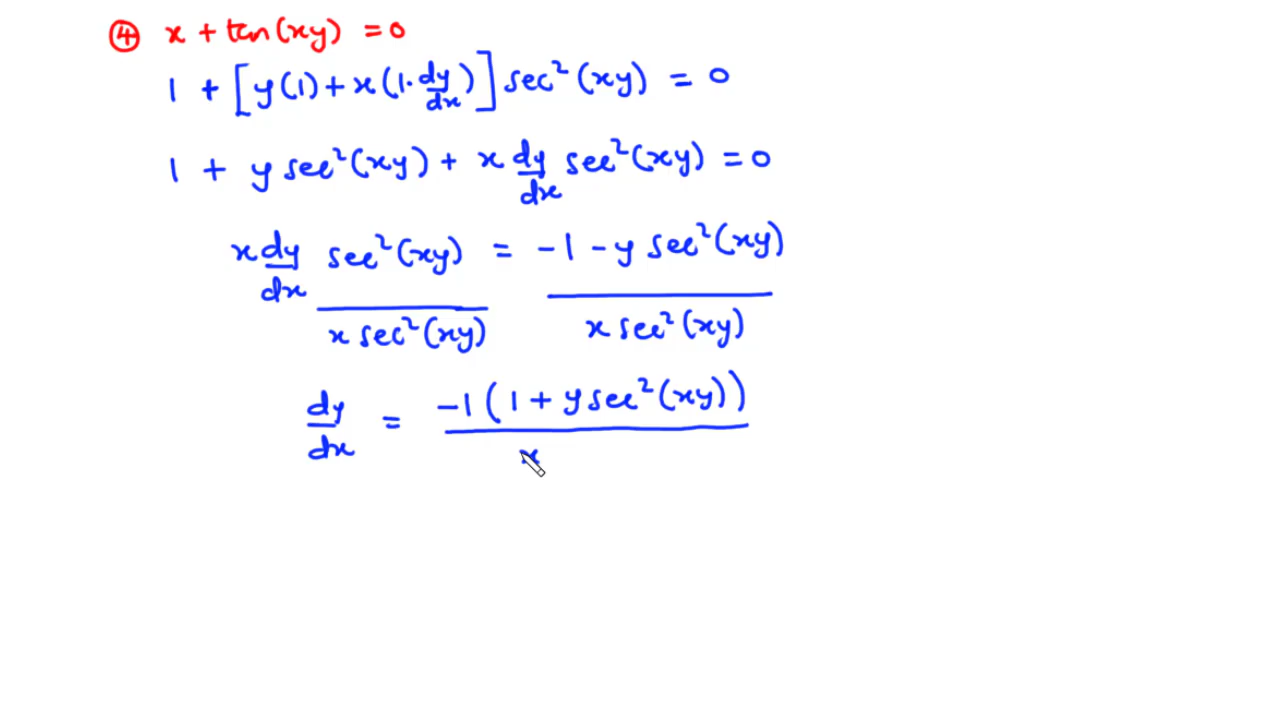 ④ x + tan(xy) = 0
1 + [y(1) + x(1·dy/dx)] sec²(xy) = 0
1 + y sec²(xy) + x dy/dx sec²(xy) = 0
x dy/dx sec²(xy) = -1 - y sec²(xy)
x sec²(xy) x sec²(xy)
dy/dx = -1(1 + y sec²(xy))
x